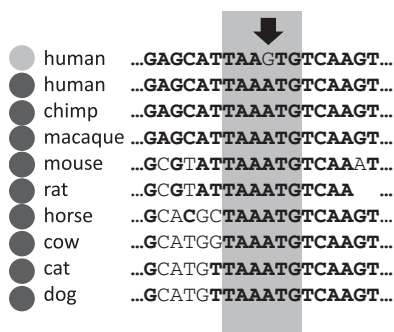 human ...GAGCATTAAGTGTCAAGT...
human ...GAGCATTAAATGTCAAGT...
chimp ...GAGCATTAAATGTCAAGT...
macaque ...GAGCATTAAATGTCAAGT...
mouse ...GCGTATTAAATGTCAAAT...
rat ...GCGTATTAAATGTCAA ...
horse ...GCACGCTAAATGTCAAGT...
cow ...GCATGGTAAATGTCAAGT...
cat ...GCATGTTAAATGTCAAGT...
dog ...GCATGTTAAATGTCAAGT...